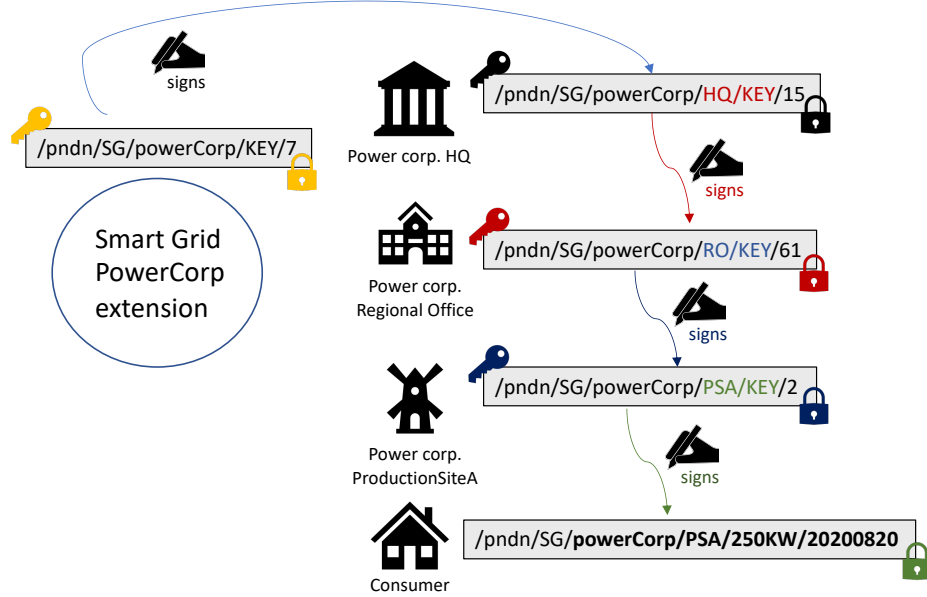 signs
/pndn/SG/powerCorp/HQ/KEY/15
Power corp. HQ
/pndn/SG/powerCorp/KEY/7
signs
Smart Grid
PowerCorp
extension
/pndn/SG/powerCorp/RO/KEY/61
Power corp.
Regional Office
signs
/pndn/SG/powerCorp/PSA/KEY/2
Power corp.
ProductionSiteA
signs
/pndn/SG/powerCorp/PSA/250KW/20200820
Consumer